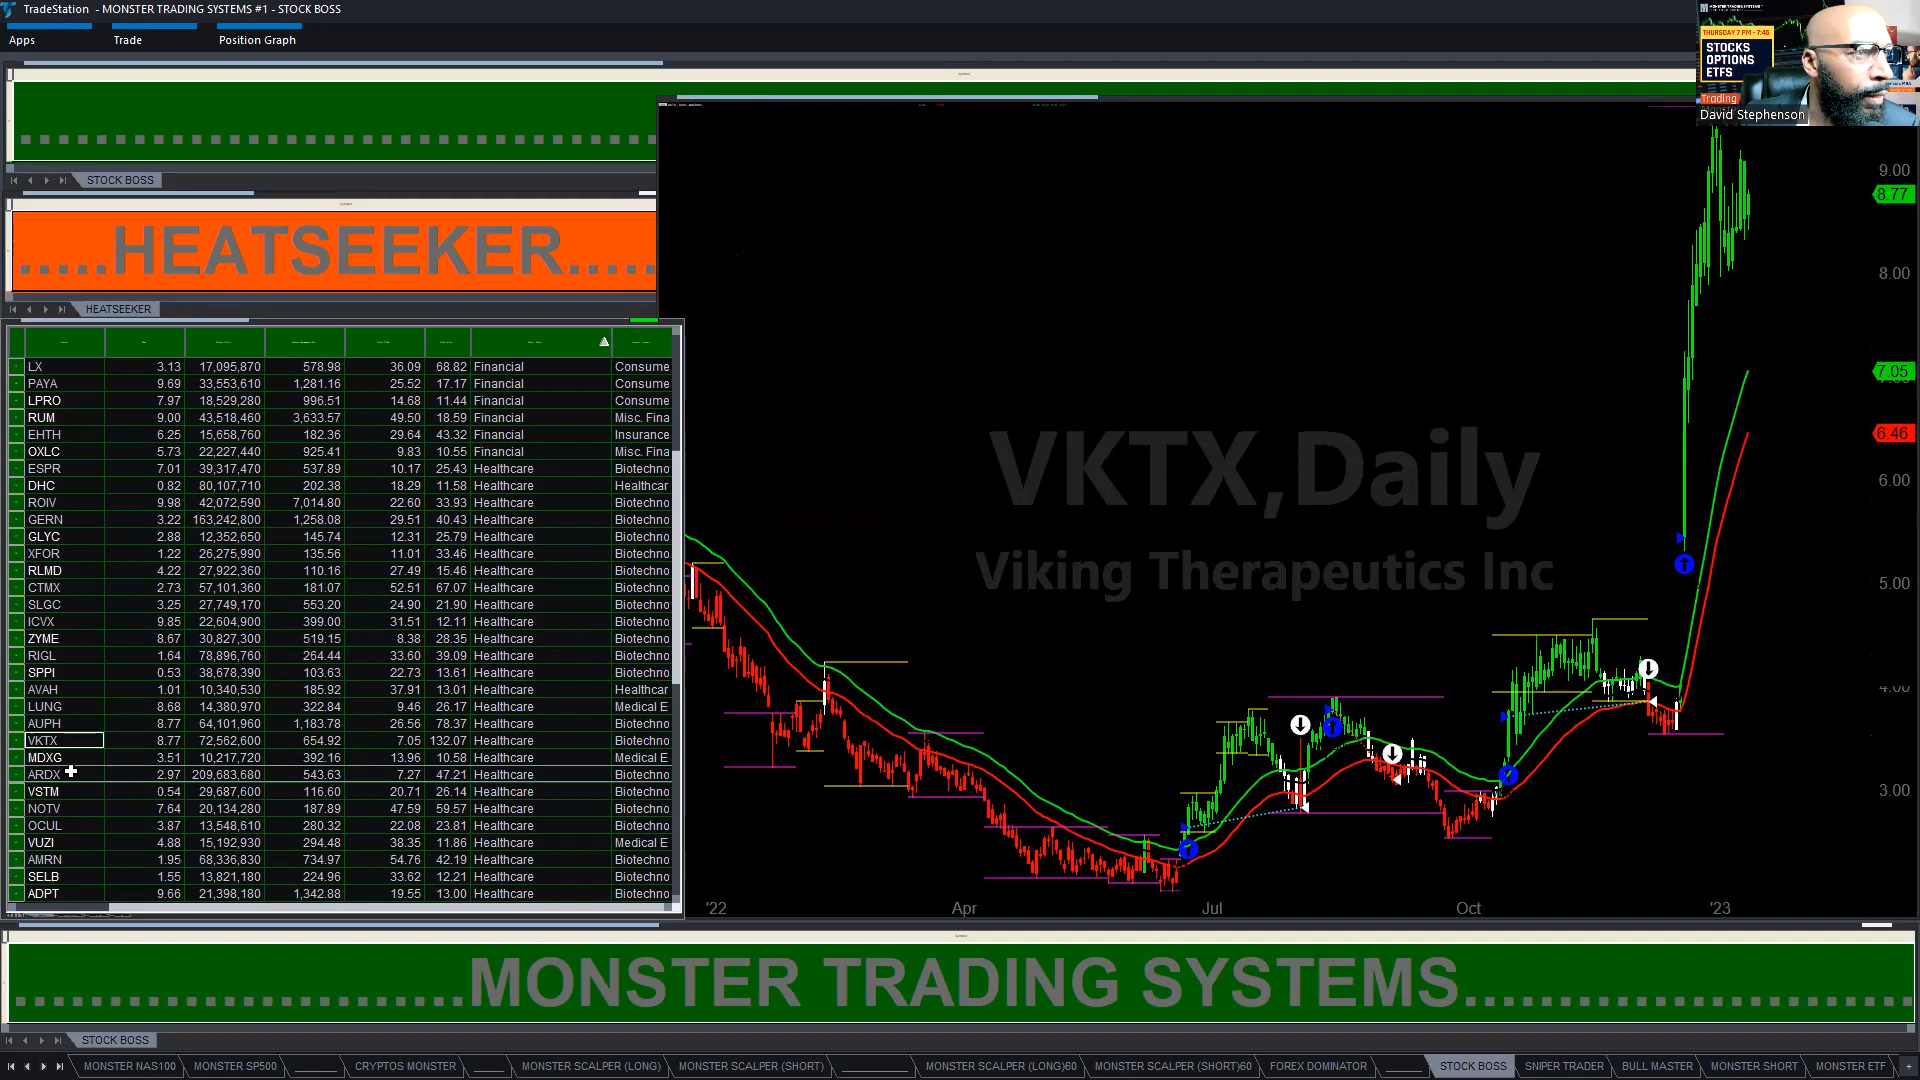 TradeStation - MONSTER TRADING SYSTEMS #1 - STOCK BOSS
Apps Trade Position Graph
THURSDAY 7 PM - 7:45
STOCKS
OPTIONS
ETFS
Trading
David Stephenson
STOCK BOSS
.....HEATSEEKER.....
HEATSEEKER
LX 3.13 17,095,870 578.98 36.09 68.82 Financial Consume
PAYA 9.69 33,553,610 1,281.16 25.52 17.17 Financial Consume
LPRO 7.97 18,529,280 996.51 14.68 11.44 Financial Consume
RUM 9.00 43,518,460 3,633.57 49.50 18.59 Financial Misc. Fina
EHTH 6.25 15,658,760 182.36 29.64 43.32 Financial Insurance
OXLC 5.73 22,227,440 925.41 9.83 10.55 Financial Misc. Fina
ESPR 7.01 39,317,470 537.89 10.17 25.43 Healthcare Biotechno
DHC 0.82 80,107,710 202.38 18.29 11.58 Healthcare Healthcar
ROIV 9.98 42,072,590 7,014.80 22.60 33.93 Healthcare Biotechno
GERN 3.22 163,242,800 1,258.08 29.51 40.43 Healthcare Biotechno
GLYC 2.88 12,352,650 145.74 12.31 25.79 Healthcare Biotechno
XFOR 1.22 26,275,990 135.56 11.01 33.46 Healthcare Biotechno
RLMD 4.22 27,922,360 110.16 27.49 15.46 Healthcare Biotechno
CTMX 2.73 57,101,360 181.07 52.51 67.07 Healthcare Biotechno
SLGC 3.25 27,749,170 553.20 24.90 21.90 Healthcare Biotechno
ICVX 9.85 22,604,900 399.00 31.51 12.11 Healthcare Biotechno
ZYME 8.67 30,827,300 519.15 8.38 28.35 Healthcare Biotechno
RIGL 1.64 78,896,760 264.44 33.60 39.09 Healthcare Biotechno
SPPI 0.53 38,678,390 103.63 22.73 13.61 Healthcare Biotechno
AVAH 1.01 10,340,530 185.92 37.91 13.01 Healthcare Healthcar
LUNG 8.68 14,380,970 322.84 9.46 26.17 Healthcare Medical E
AUPH 8.77 64,101,960 1,183.78 26.56 78.37 Healthcare Biotechno
VKTX 8.77 72,562,600 654.92 7.05 132.07 Healthcare Biotechno
MDXG 3.51 10,217,720 392.16 13.96 10.58 Healthcare Medical E
ARDX 2.97 209,683,680 543.63 7.27 47.21 Healthcare Biotechno
VSTM 0.54 29,687,600 116.60 20.71 26.14 Healthcare Biotechno
NOTV 7.64 20,134,280 187.89 47.59 59.57 Healthcare Biotechno
OCUL 3.87 13,548,610 280.32 22.08 23.81 Healthcare Biotechno
VUZI 4.88 15,192,930 294.48 38.35 11.86 Healthcare Medical E
AMRN 1.95 68,336,830 734.97 54.76 42.19 Healthcare Biotechno
SELB 1.55 13,821,180 224.96 33.62 12.21 Healthcare Biotechno
ADPT 9.66 21,398,180 1,342.88 19.55 13.00 Healthcare Biotechno
VKTX,Daily
Viking Therapeutics Inc
9.00
8.77
8.00
7.05
6.46
6.00
5.00
4.00
3.00
'22 Apr Jul Oct '23
MONSTER TRADING SYSTEMS
STOCK BOSS
MONSTER NAS100 MONSTER SP500 CRYPTOS MONSTER MONSTER SCALPER (LONG) MONSTER SCALPER (SHORT) MONSTER SCALPER (LONG)60 MONSTER SCALPER (SHORT)60 FOREX DOMINATOR STOCK BOSS SNIPER TRADER BULL MASTER MONSTER SHORT MONSTER ETF